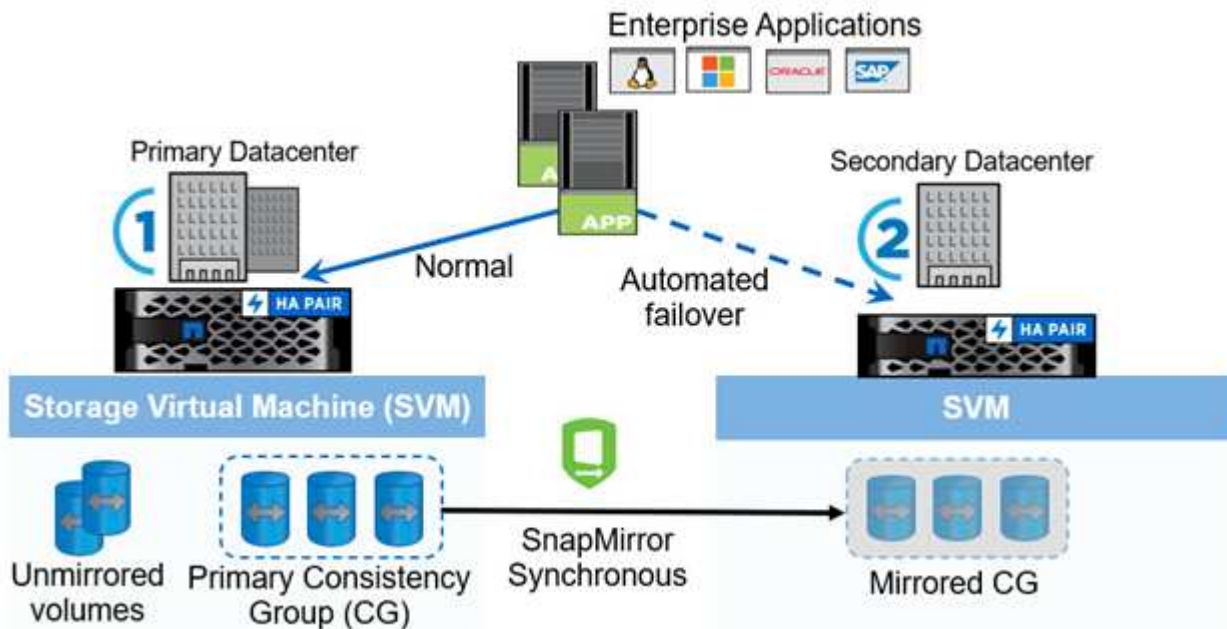 Enterprise Applications
ORACLE
SAP
Primary Datacenter
Secondary Datacenter
1
APP
2
Normal
Automated
failover
HA PAIR
HA PAIR
Storage Virtual Machine (SVM)
SVM
SnapMirror
Synchronous
Unmirrored
volumes
Primary Consistency
Group (CG)
Mirrored CG